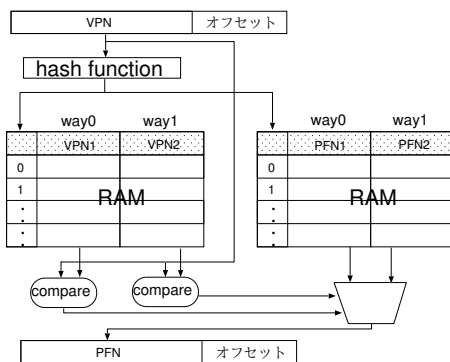 VPN オフセット
hash function
way0 way1 way0 way1
VPN1 VPN2 PFN1 PFN2
0 0
1 1
RAM RAM
compare compare
PFN オフセット